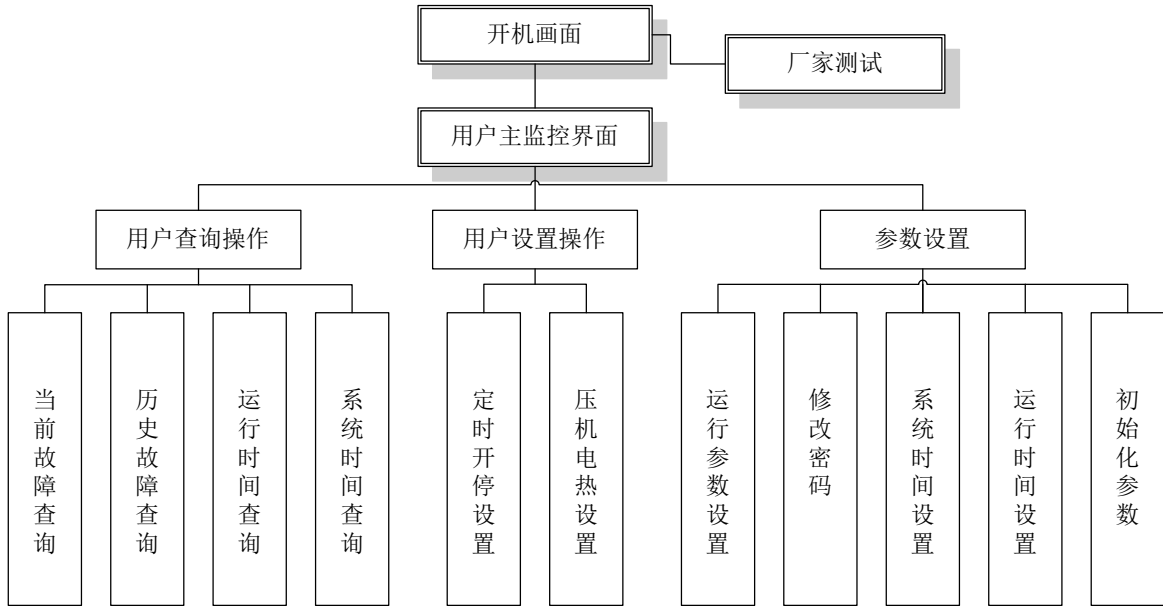 开机画面
厂家测试
用户主监控界面
用户查询操作
用户设置操作
参数设置
当前故障查询
历史故障查询
运行时间查询
系统时间查询
定时开停设置
压机电热设置
运行参数设置
修改密码
系统时间设置
运行时间设置
初始化参数